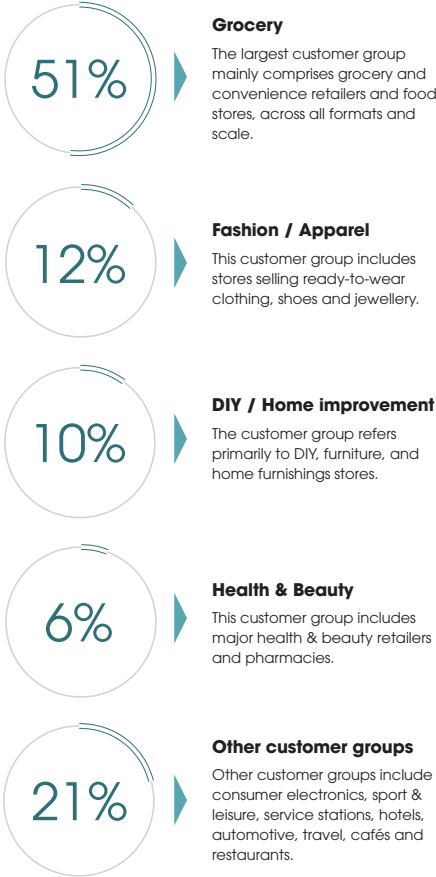 51%
Grocery
The largest customer group
mainly comprises grocery and
convenience retailers and food
stores, across all formats and
scale.
12%
Fashion / Apparel
This customer group includes
stores selling ready-to-wear
clothing, shoes and jewellery.
10%
DIY / Home improvement
The customer group refers
primarily to DIY, furniture, and
home furnishings stores.
6%
Health & Beauty
This customer group includes
major health & beauty retailers
and pharmacies.
21%
Other customer groups
Other customer groups include
consumer electronics, sport &
leisure, service stations, hotels,
automotive, travel, cafés and
restaurants.